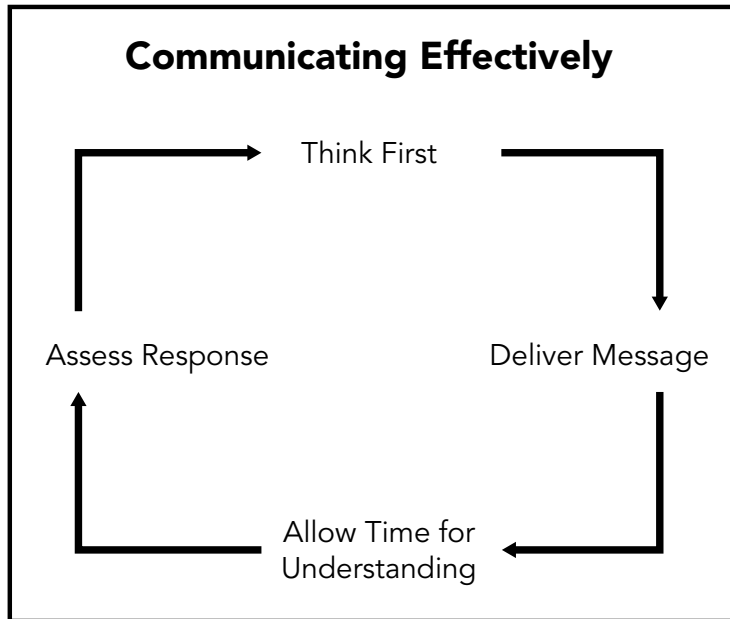 Communicating Effectively
Think First
Deliver Message
Allow Time for
Understanding
Assess Response